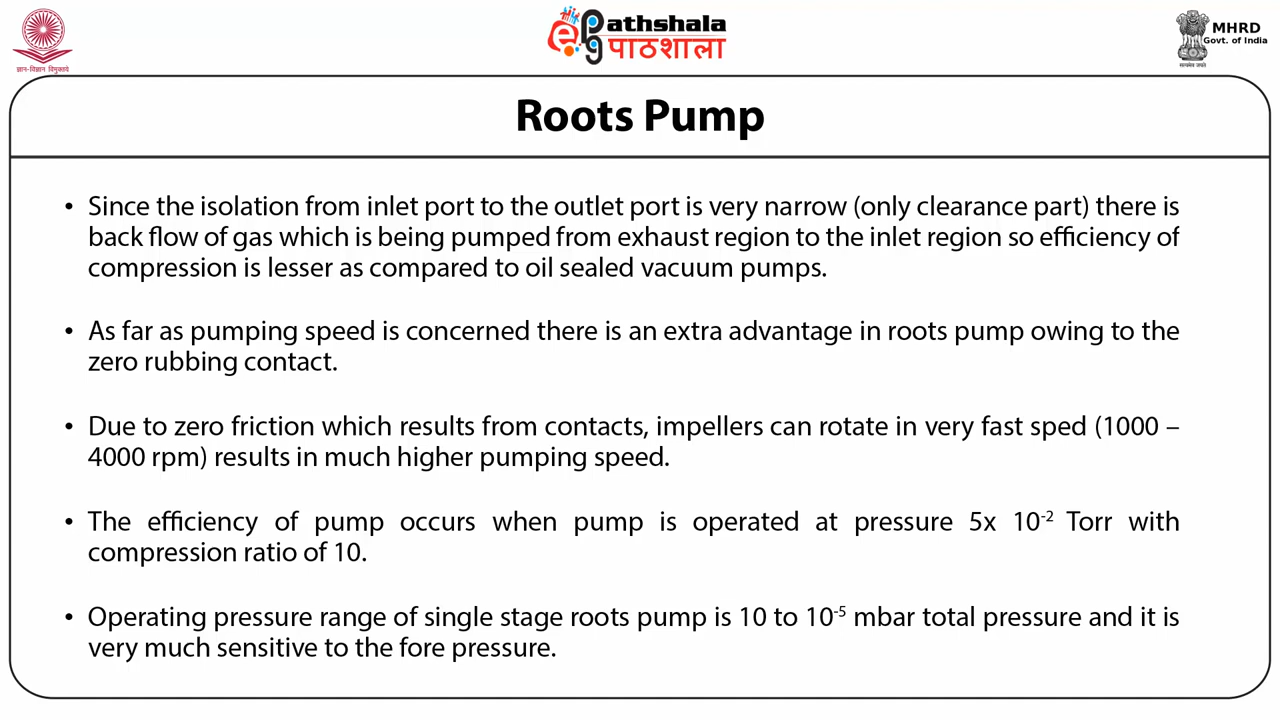 ज्ञान-विज्ञान विमुक्तये
ePathshala
पाठशाला
MHRD
Govt. of India
सत्यमेव जयते
Roots Pump
• Since the isolation from inlet port to the outlet port is very narrow (only clearance part) there is
back flow of gas which is being pumped from exhaust region to the inlet region so efficiency of
compression is lesser as compared to oil sealed vacuum pumps.
• As far as pumping speed is concerned there is an extra advantage in roots pump owing to the
zero rubbing contact.
• Due to zero friction which results from contacts, impellers can rotate in very fast sped (1000 –
4000 rpm) results in much higher pumping speed.
• The efficiency of pump occurs when pump is operated at pressure 5x 10⁻² Torr with
compression ratio of 10.
• Operating pressure range of single stage roots pump is 10 to 10⁻⁵ mbar total pressure and it is
very much sensitive to the fore pressure.